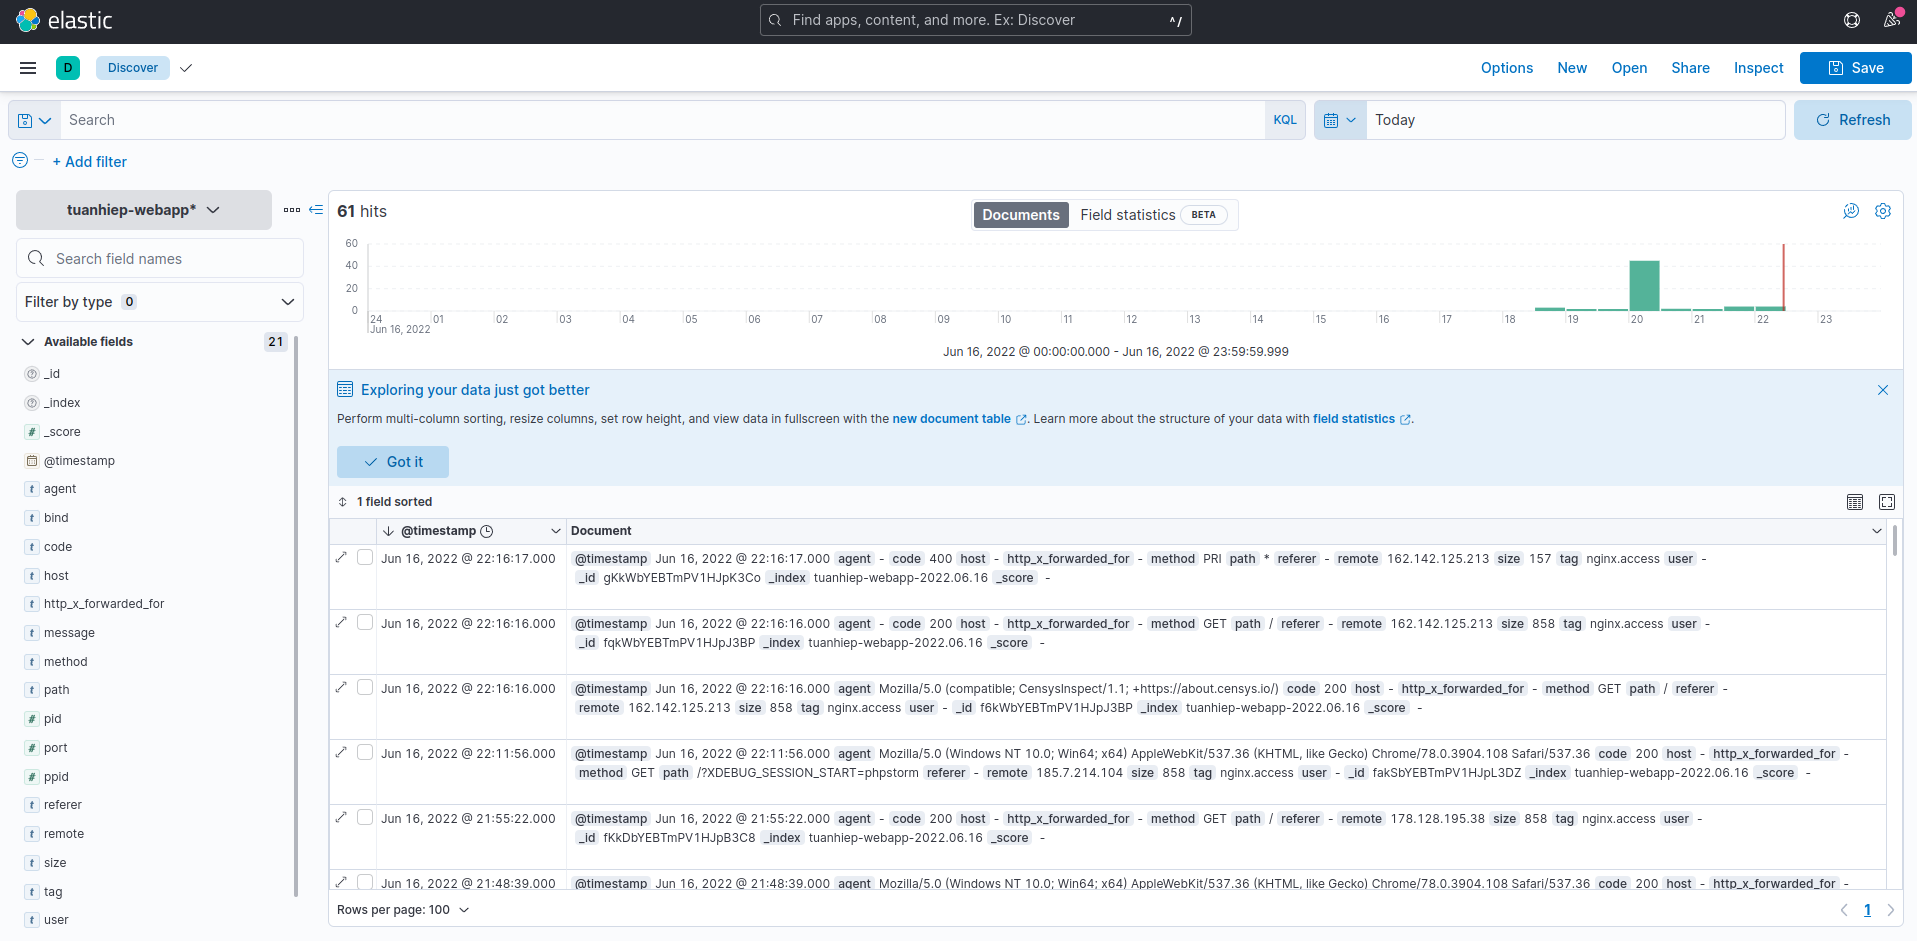 elastic
Find apps, content, and more. Ex: Discover ^/
D Discover Options New Open Share Inspect Save
Search KQL Today Refresh
+ Add filter
tuanhiep-webapp*
Search field names
Filter by type 0
Available fields 21
_id
_index
_score
@timestamp
agent
bind
code
host
http_x_forwarded_for
message
method
path
pid
port
ppid
referer
remote
size
tag
user
61 hits
Documents Field statistics BETA
60
40
20
0
24 01 02 03 04 05 06 07 08 09 10 11 12 13 14 15 16 17 18 19 20 21 22 23
Jun 16, 2022
Jun 16, 2022 @ 00:00:00.000 - Jun 16, 2022 @ 23:59:59.999
Exploring your data just got better
Perform multi-column sorting, resize columns, set row height, and view data in fullscreen with the new document table. Learn more about the structure of your data with field statistics.
Got it
1 field sorted
@timestamp Document
Jun 16, 2022 @ 22:16:17.000 @timestamp Jun 16, 2022 @ 22:16:17.000 agent - code 400 host - http_x_forwarded_for - method PRI path * referer - remote 162.142.125.213 size 157 tag nginx.access user -
_id gKkWbYEBTmPV1HJpK3Co _index tuanhiep-webapp-2022.06.16 _score -
Jun 16, 2022 @ 22:16:16.000 @timestamp Jun 16, 2022 @ 22:16:16.000 agent - code 200 host - http_x_forwarded_for - method GET path / referer - remote 162.142.125.213 size 858 tag nginx.access user -
_id fqkWbYEBTmPV1HJpJ3BP _index tuanhiep-webapp-2022.06.16 _score -
Jun 16, 2022 @ 22:16:16.000 @timestamp Jun 16, 2022 @ 22:16:16.000 agent Mozilla/5.0 (compatible; CensysInspect/1.1; +https://about.censys.io/) code 200 host - http_x_forwarded_for - method GET path / referer -
remote 162.142.125.213 size 858 tag nginx.access user - _id f6kWbYEBTmPV1HJpJ3BP _index tuanhiep-webapp-2022.06.16 _score -
Jun 16, 2022 @ 22:11:56.000 @timestamp Jun 16, 2022 @ 22:11:56.000 agent Mozilla/5.0 (Windows NT 10.0; Win64; x64) AppleWebKit/537.36 (KHTML, like Gecko) Chrome/78.0.3904.108 Safari/537.36 code 200 host - http_x_forwarded_for -
method GET path /?XDEBUG_SESSION_START=phpstorm referer - remote 185.7.214.104 size 858 tag nginx.access user - _id fakSbYEBTmPV1HJpL3DZ _index tuanhiep-webapp-2022.06.16 _score -
Jun 16, 2022 @ 21:55:22.000 @timestamp Jun 16, 2022 @ 21:55:22.000 agent - code 200 host - http_x_forwarded_for - method GET path / referer - remote 178.128.195.38 size 858 tag nginx.access user -
_id fKkDbYEBTmPV1HJpB3C8 _index tuanhiep-webapp-2022.06.16 _score -
Jun 16, 2022 @ 21:48:39.000 @timestamp Jun 16, 2022 @ 21:48:39.000 agent Mozilla/5.0 (Windows NT 10.0; Win64; x64) AppleWebKit/537.36 (KHTML, like Gecko) Chrome/78.0.3904.108 Safari/537.36 code 200 host - http_x_forwarded_for -
Rows per page: 100 1